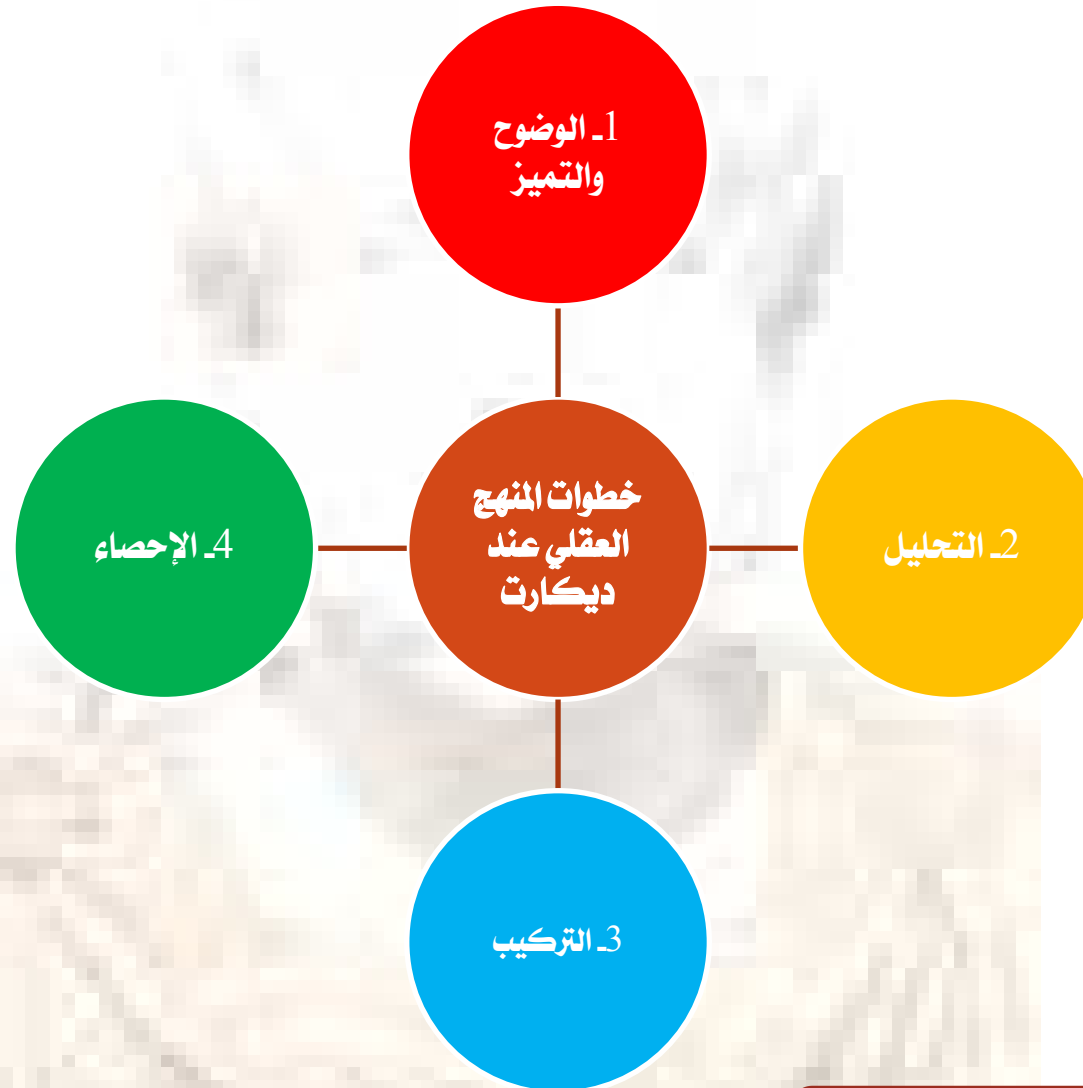 1ـ الوضوح
والتميز
خطوات المنهج
العقلي عند
ديكارت
2ـ التحليل
3ـ التركيب
4ـ الإحصاء